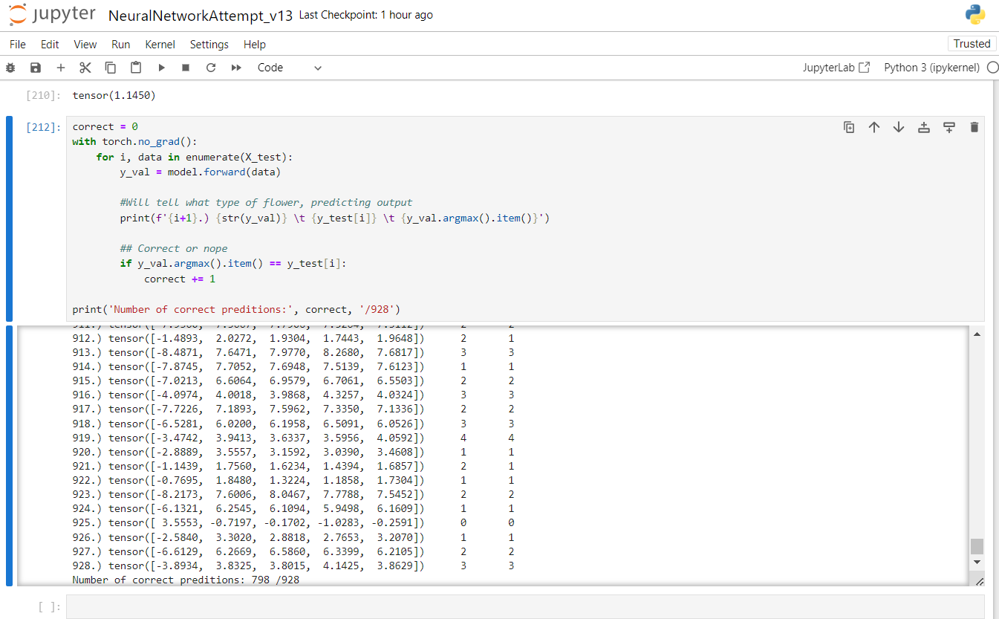 jupyter NeuralNetworkAttempt_v13 Last Checkpoint: 1 hour ago
File Edit View Run Kernel Settings Help Trusted
Code JupyterLab Python 3 (ipykernel)
[210]: tensor(1.1450)
[212]: correct = 0
with torch.no_grad():
for i, data in enumerate(X_test):
y_val = model.forward(data)
#Will tell what type of flower, predicting output
print(f'{i+1}.) {str(y_val)} \t {y_test[i]} \t {y_val.argmax().item()}')
## Correct or nope
if y_val.argmax().item() == y_test[i]:
correct += 1
print('Number of correct preditions:', correct, '/928')
912.) tensor([-1.4893, 2.0272, 1.9304, 1.7443, 1.9648]) 2 1
913.) tensor([-8.4871, 7.6471, 7.9770, 8.2680, 7.6817]) 3 3
914.) tensor([-7.8745, 7.7052, 7.6948, 7.5139, 7.6123]) 1 1
915.) tensor([-7.0213, 6.6064, 6.9579, 6.7061, 6.5503]) 2 2
916.) tensor([-4.0974, 4.0018, 3.9868, 4.3257, 4.0324]) 3 3
917.) tensor([-7.7226, 7.1893, 7.5962, 7.3350, 7.1336]) 2 2
918.) tensor([-6.5281, 6.0200, 6.1958, 6.5091, 6.0526]) 3 3
919.) tensor([-3.4742, 3.9413, 3.6337, 3.5956, 4.0592]) 4 4
920.) tensor([-2.8889, 3.5557, 3.1592, 3.0390, 3.4608]) 1 1
921.) tensor([-1.1439, 1.7560, 1.6234, 1.4394, 1.6857]) 2 1
922.) tensor([-0.7695, 1.8480, 1.3224, 1.1858, 1.7304]) 1 1
923.) tensor([-8.2173, 7.6006, 8.0467, 7.7788, 7.5452]) 2 2
924.) tensor([-6.1321, 6.2545, 6.1094, 5.9498, 6.1609]) 1 1
925.) tensor([ 3.5553, -0.7197, -0.1702, -1.0283, -0.2591]) 0 0
926.) tensor([-2.5840, 3.3020, 2.8818, 2.7653, 3.2070]) 1 1
927.) tensor([-6.6129, 6.2669, 6.5860, 6.3399, 6.2105]) 2 2
928.) tensor([-3.8934, 3.8325, 3.8015, 4.1425, 3.8629]) 3 3
Number of correct preditions: 798 /928
[ ]: